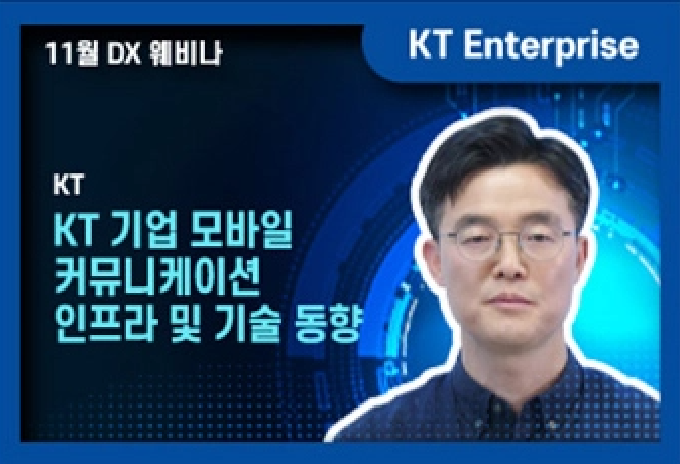 11월 DX 웨비나
KT Enterprise
KT
KT 기업 모바일
커뮤니케이션
인프라 및 기술 동향